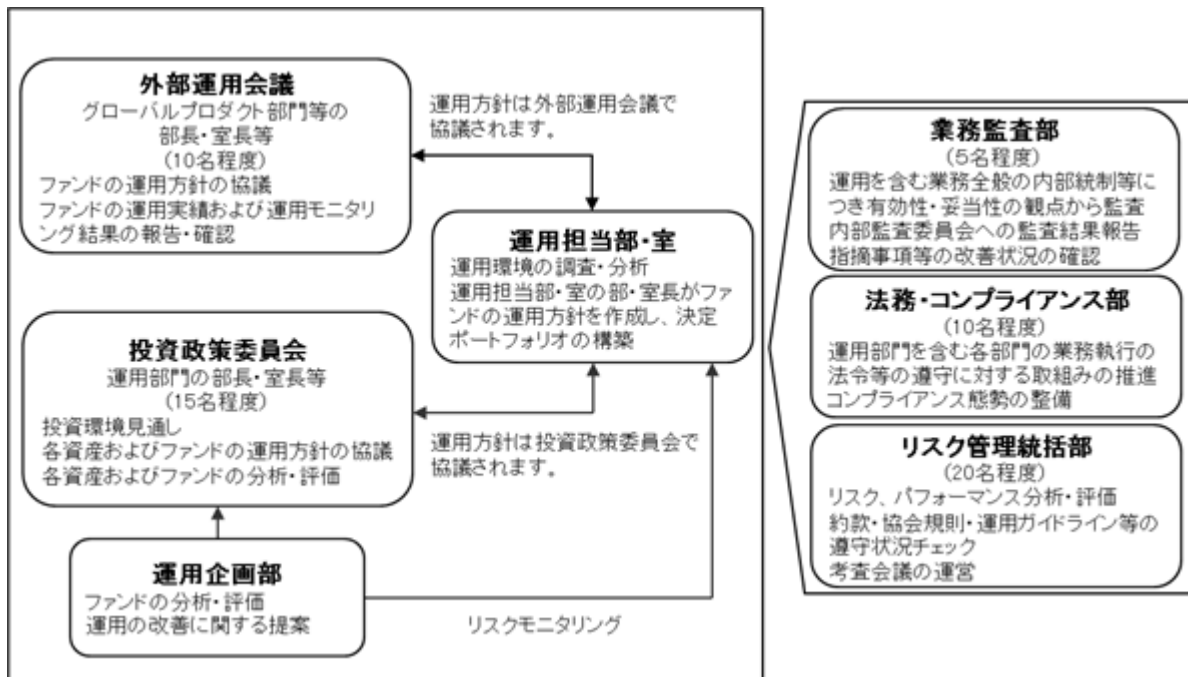 外部運用会議
グローバルプロダクト部門等の
部長・室長等
(10名程度)
ファンドの運用方針の協議
ファンドの運用実績および運用モニタリ
ング結果の報告・確認
運用方針は外部運用会議で
協議されます。
運用担当部・室
運用環境の調査・分析
運用担当部・室の部・室長がファ
ンドの運用方針を作成し、決定
ポートフォリオの構築
投資政策委員会
運用部門の部長・室長等
(15名程度)
投資環境見通し
各資産およびファンドの運用方針の協議
各資産およびファンドの分析・評価
運用方針は投資政策委員会で
協議されます。
運用企画部
ファンドの分析・評価
運用の改善に関する提案
リスクモニタリング
業務監査部
(5名程度)
運用を含む業務全般の内部統制等に
つき有効性・妥当性の観点から監査
内部監査委員会への監査結果報告
指摘事項等の改善状況の確認
法務・コンプライアンス部
(10名程度)
運用部門を含む各部門の業務執行の
法令等の遵守に対する取組みの推進
コンプライアンス態勢の整備
リスク管理統括部
(20名程度)
リスク、パフォーマンス分析・評価
約款・協会規則・運用ガイドライン等の
遵守状況チェック
考査会議の運営